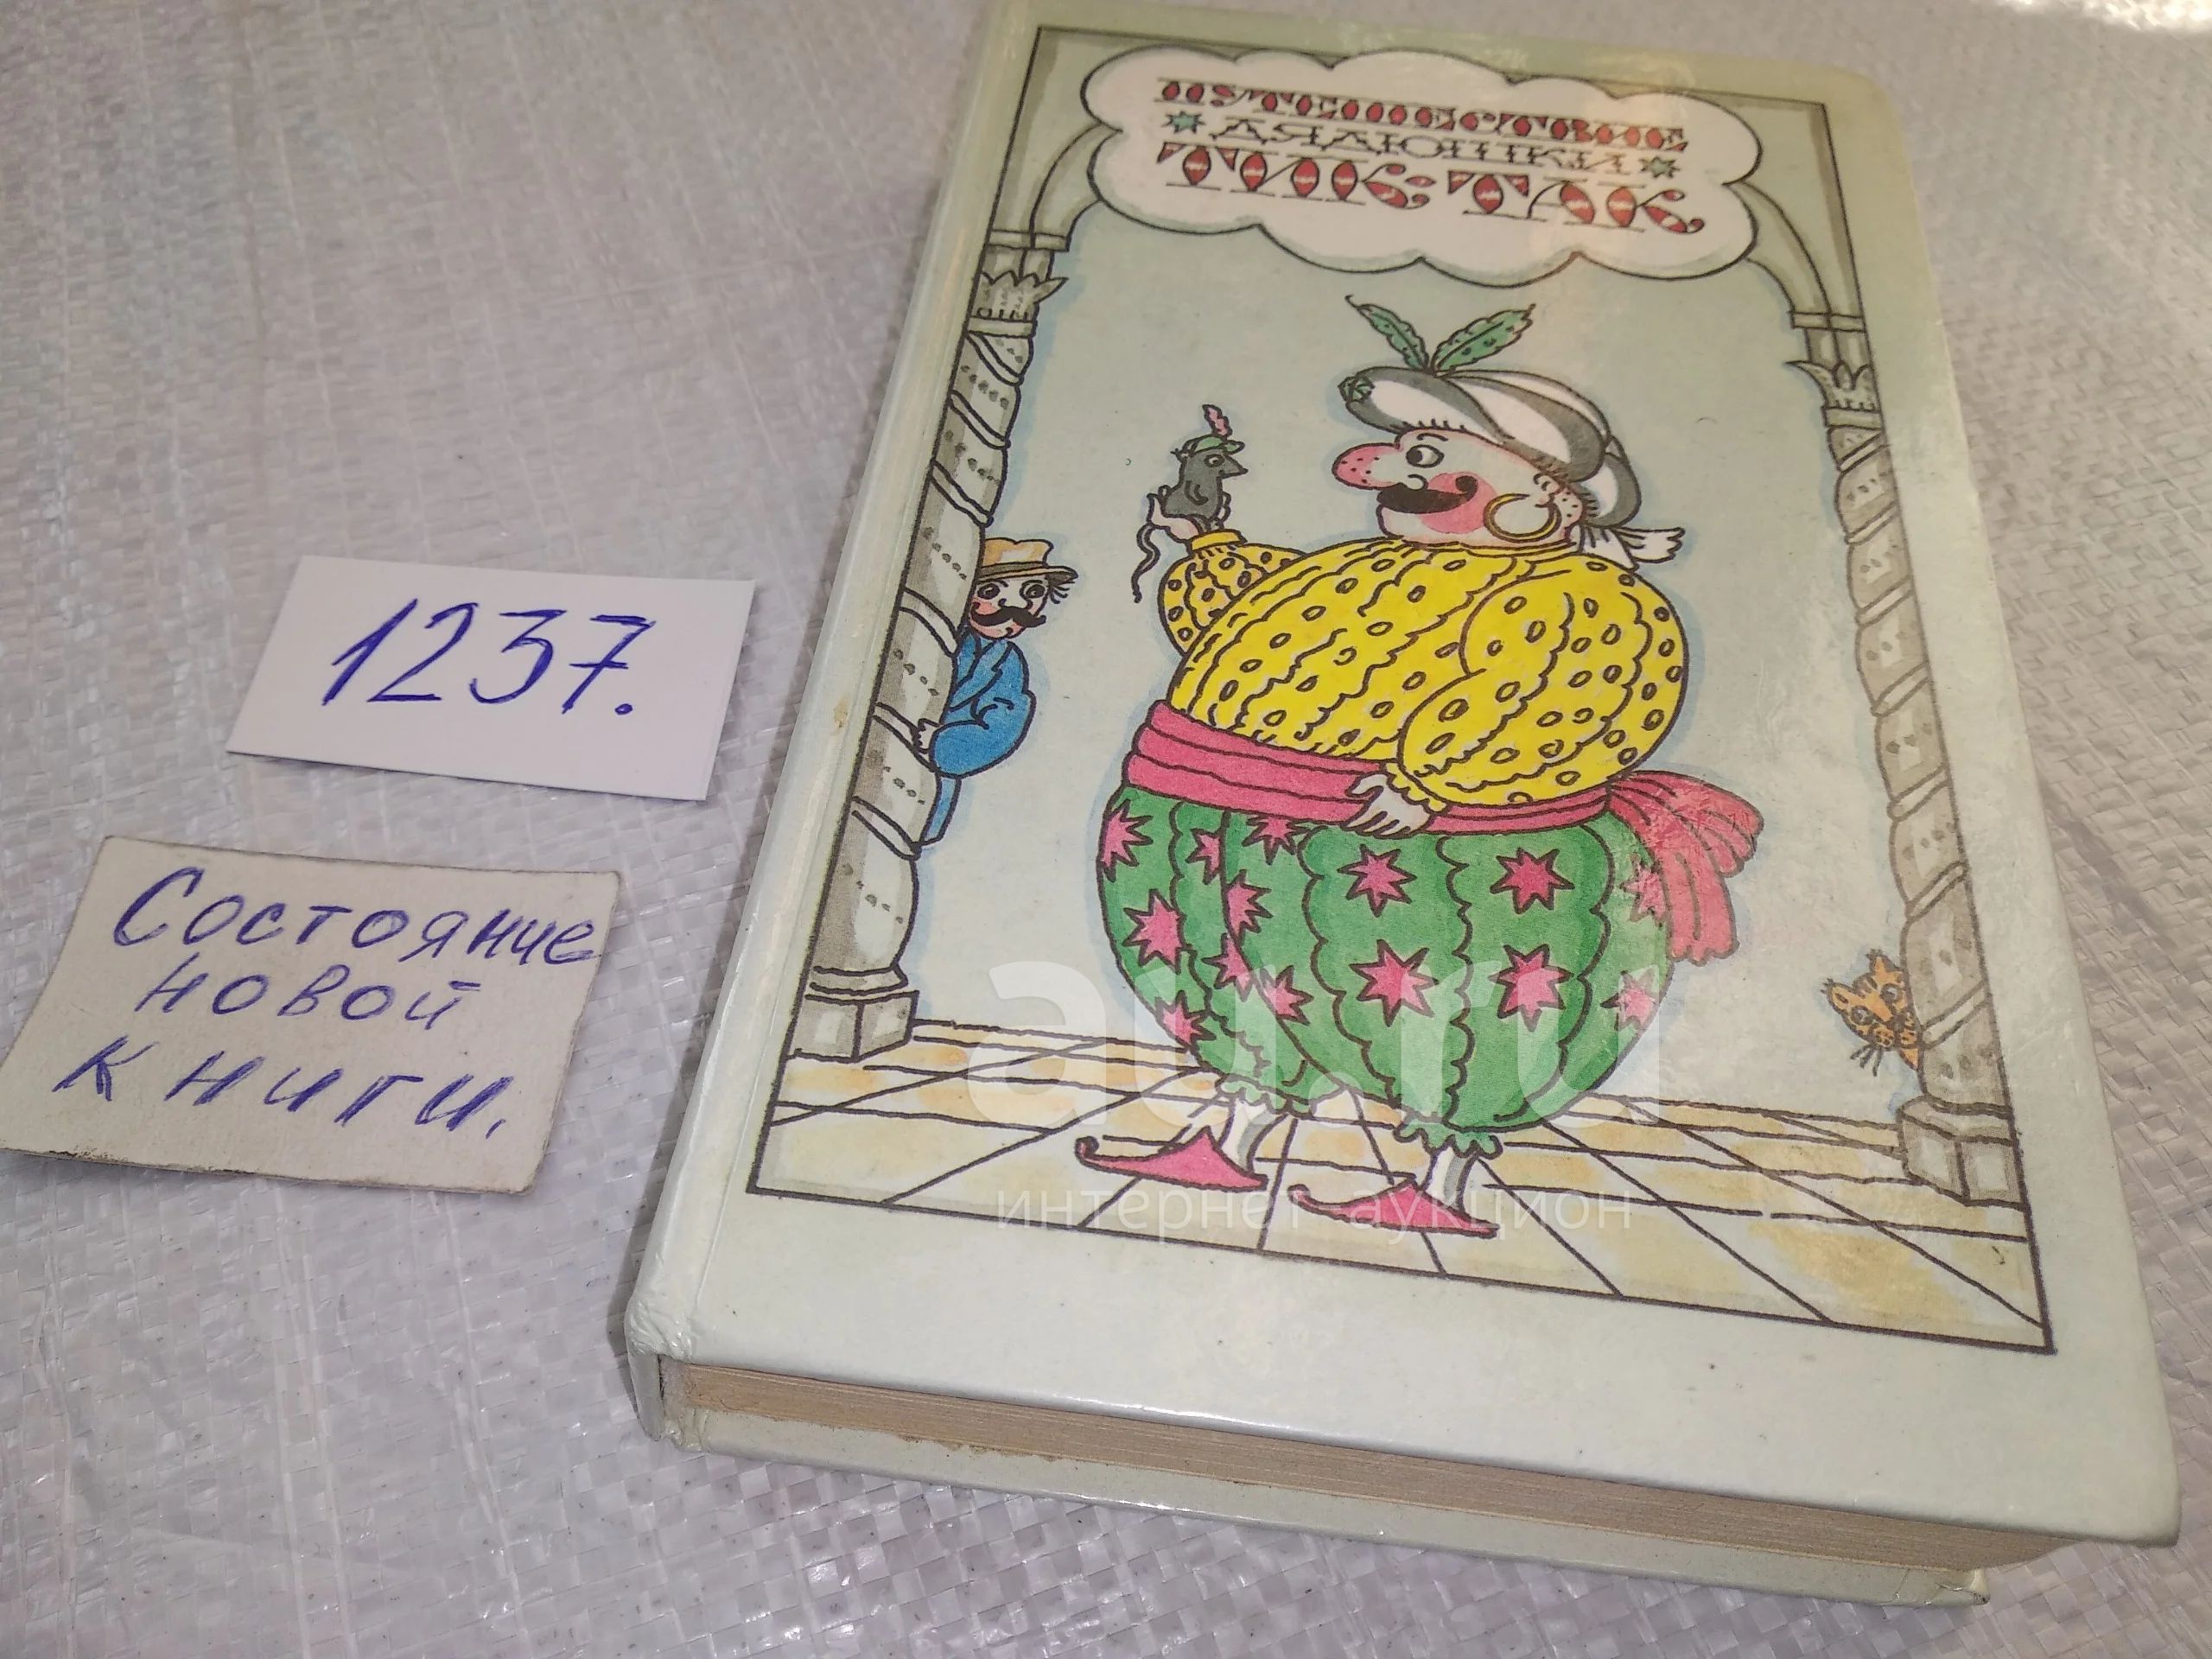 ПУТЕШЕСТВИЕ
ДЯДЮШКИ
ТИК-ТАК
1237.
Состояние
новой
книги.
au.ru
интернет аукцион